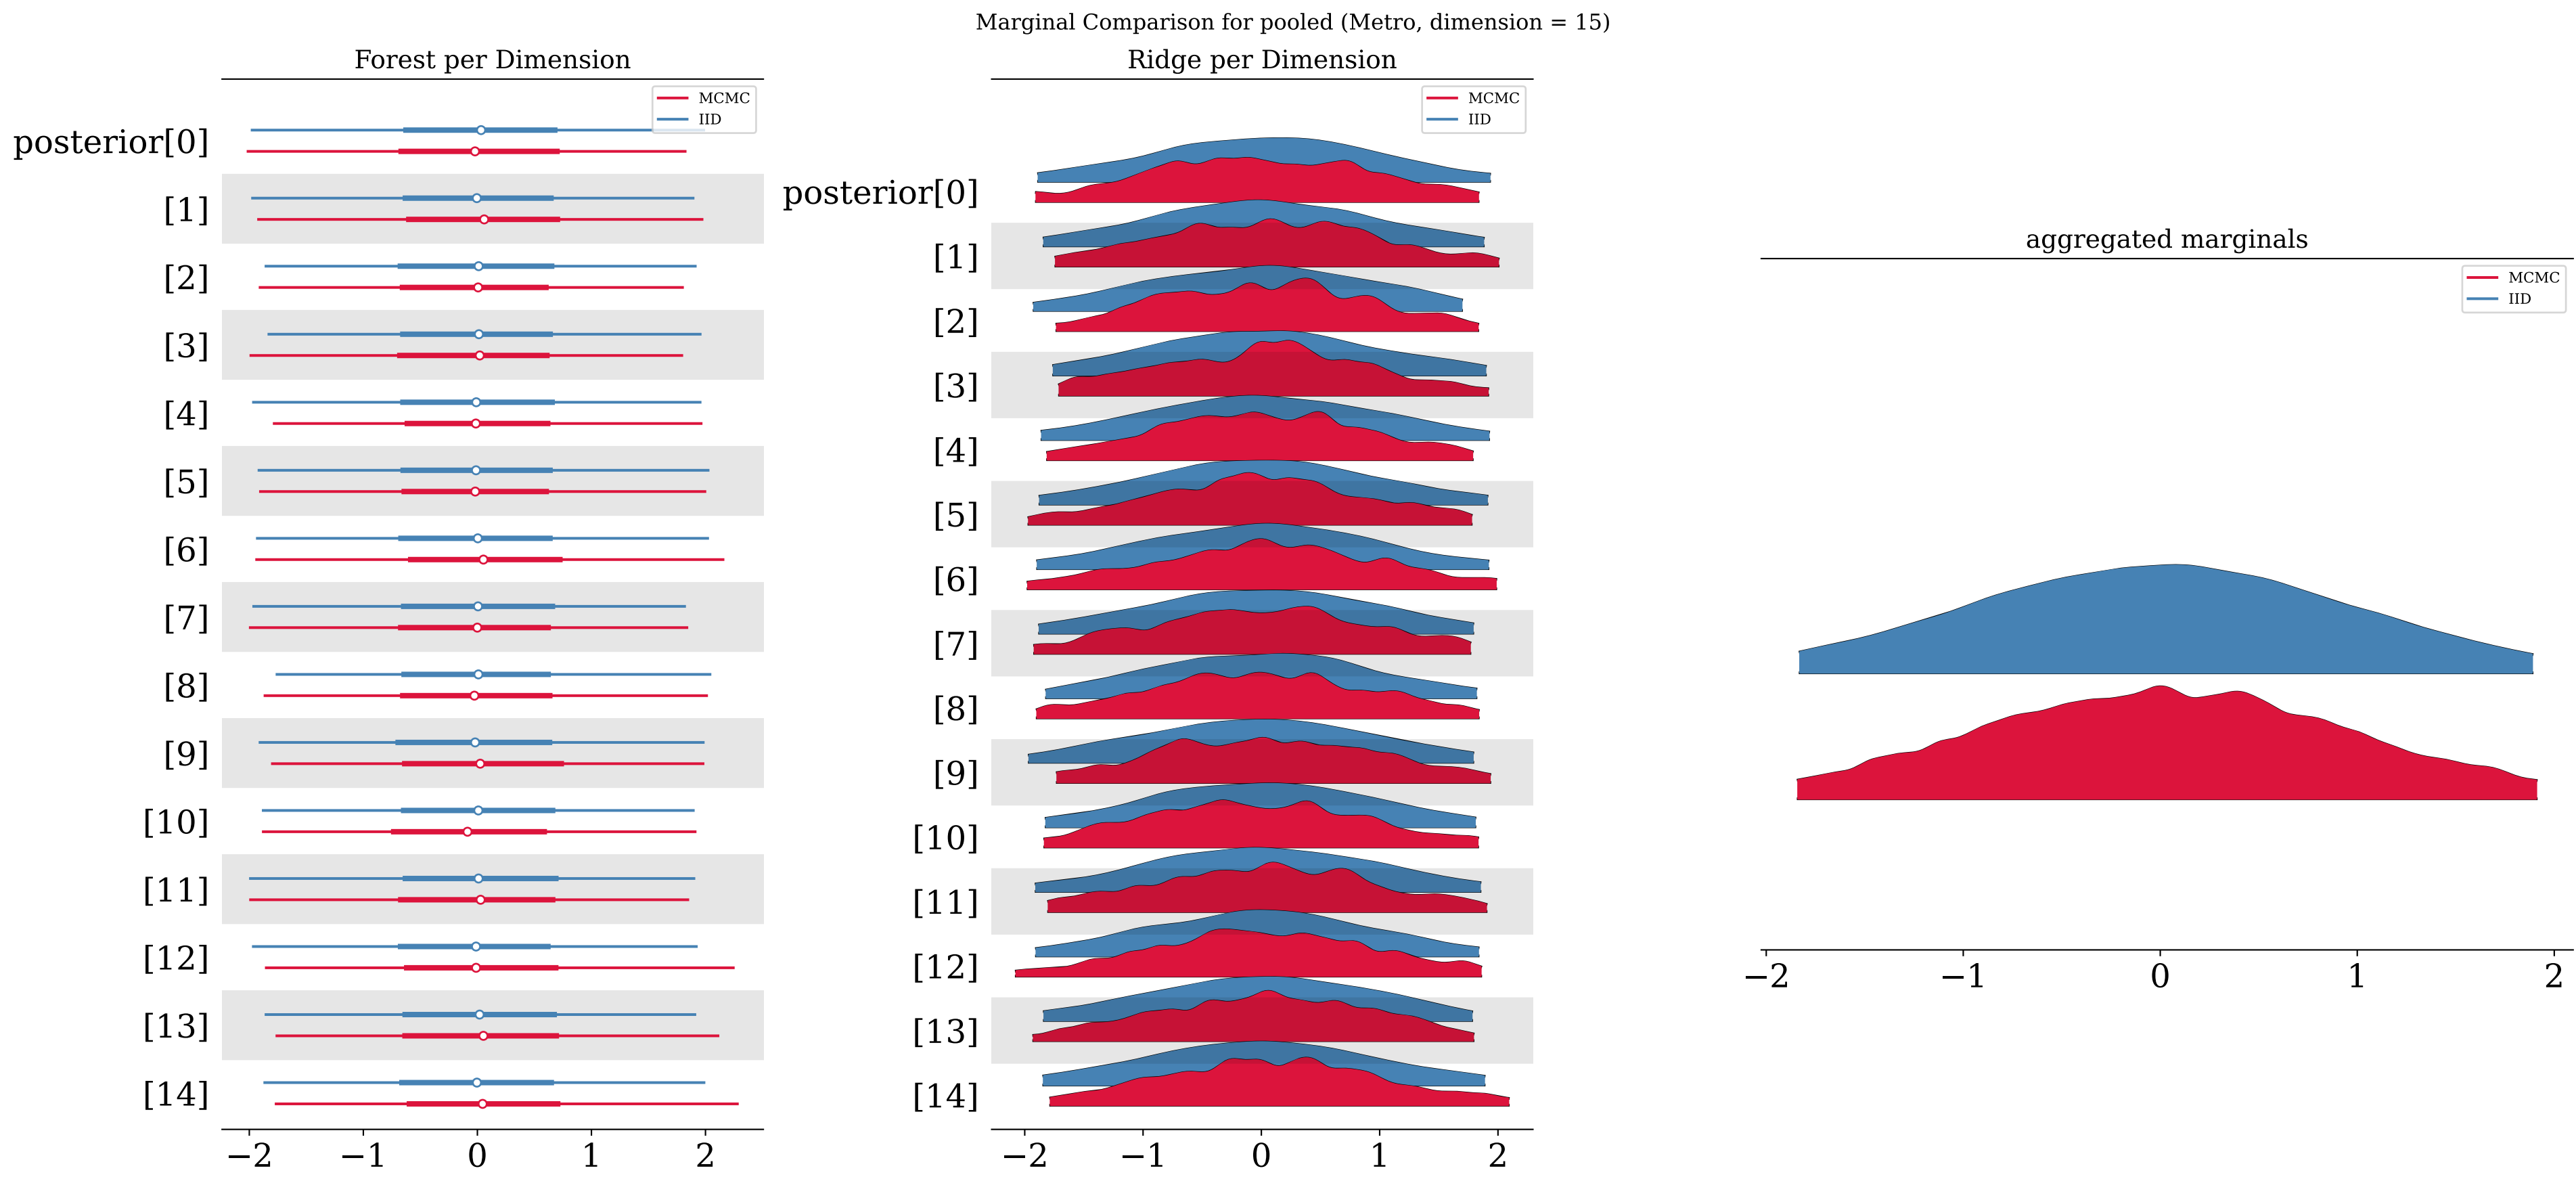 Marginal Comparison for pooled (Metro, dimension = 15)
Forest per Dimension
MCMC
IID
posterior[0]
[1]
[2]
[3]
[4]
[5]
[6]
[7]
[8]
[9]
[10]
[11]
[12]
[13]
[14]
−2 −1 0 1 2
Ridge per Dimension
MCMC
IID
posterior[0]
[1]
[2]
[3]
[4]
[5]
[6]
[7]
[8]
[9]
[10]
[11]
[12]
[13]
[14]
−2 −1 0 1 2
aggregated marginals
MCMC
IID
−2 −1 0 1 2